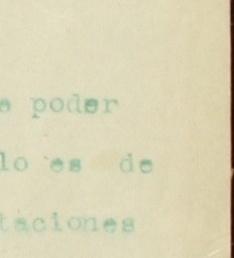 e poder
lo es de
taciones